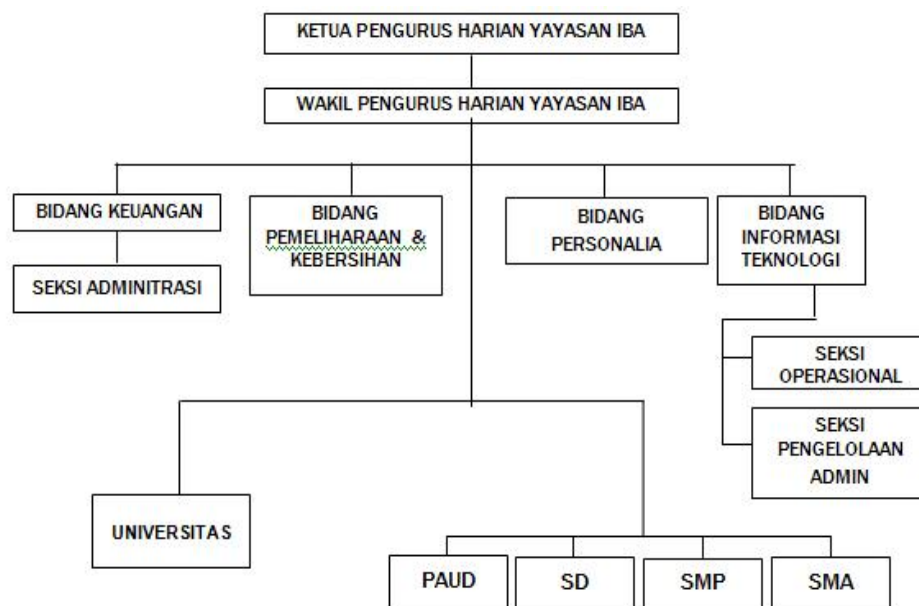 KETUA PENGURUS HARIAN YAYASAN IBA
WAKIL PENGURUS HARIAN YAYASAN IBA
BIDANG KEUANGAN
SEKSI ADMINITRASI
BIDANG
PEMELIHARAAN &
KEBERSIHAN
BIDANG
PERSONALIA
BIDANG
INFORMASI
TEKNOLOGI
SEKSI
OPERASIONAL
SEKSI
PENGELOLAAN
ADMIN
UNIVERSITAS
PAUD
SD
SMP
SMA